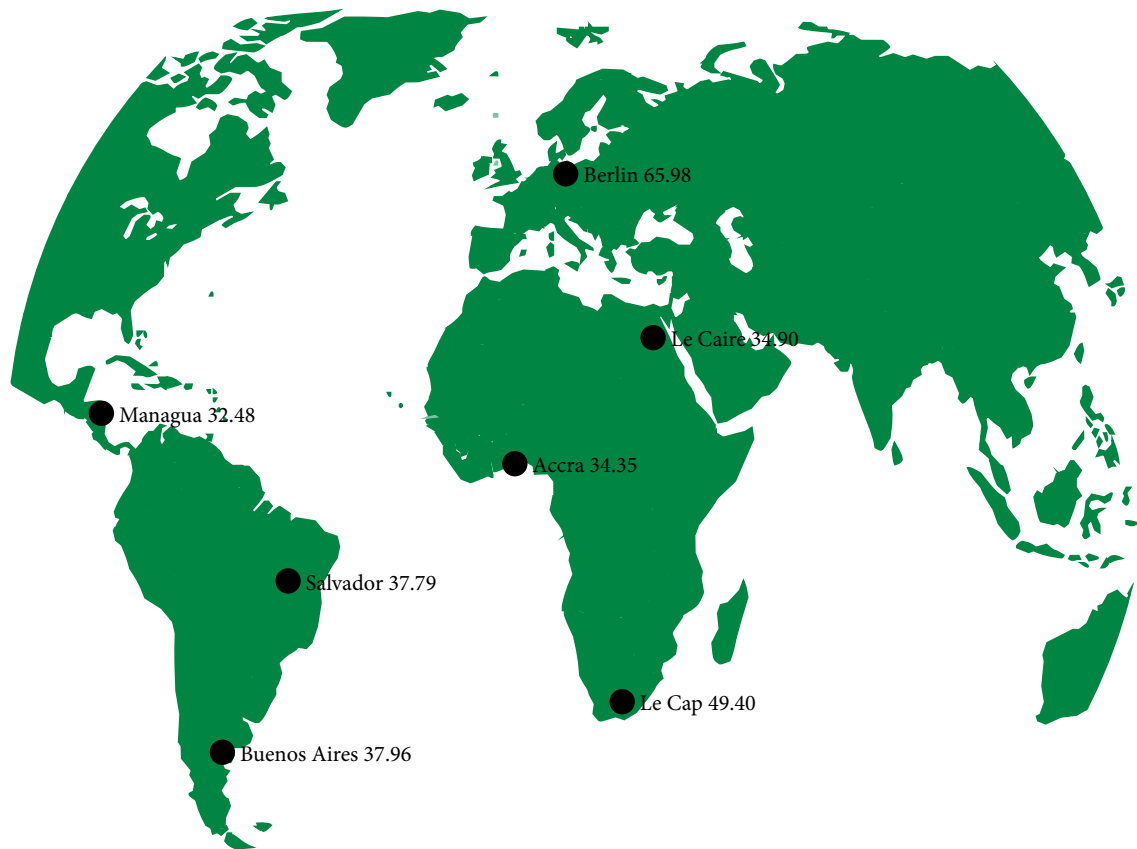 Berlin 65.98
Le Caire 34.90
Managua 32.48
Accra 34.35
Salvador 37.79
Le Cap 49.40
Buenos Aires 37.96